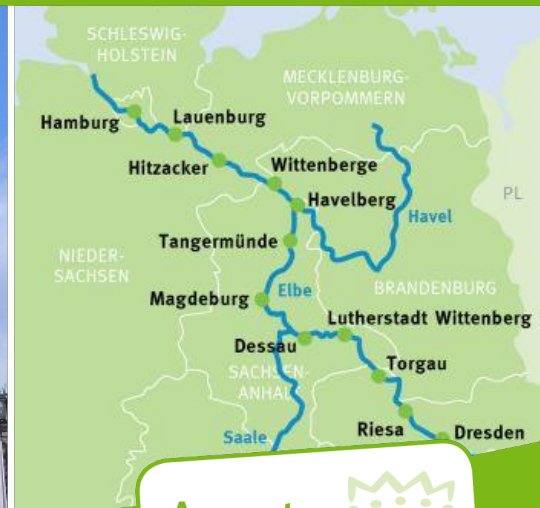 SCHLESWIG-
HOLSTEIN
MECKLENBURG-
VORPOMMERN
Hamburg
Lauenburg
Hitzacker
Wittenberge
Havelberg
PL
Havel
Tangermünde
NIEDER-
SACHSEN
Magdeburg
Elbe
BRANDENBURG
Lutherstadt Wittenberg
Dessau
Torgau
SACHSEN-
ANHALT
Riesa
Dresden
Saale